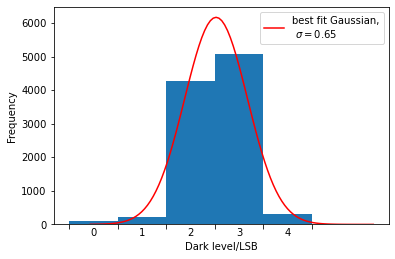 best fit Gaussian,
σ = 0.65
6000
5000
4000
3000
2000
1000
0
Frequency
0 1 2 3 4
Dark level/LSB